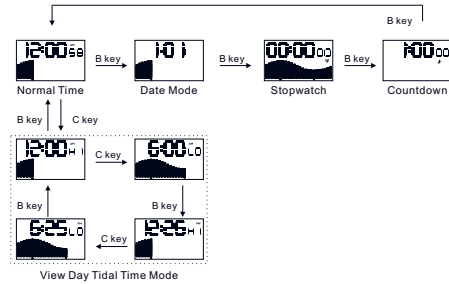 B key
12:00 58
B key
1-01
B key
00:00 00
B key
1:00 00
Normal Time
Date Mode
Stopwatch
Countdown
B key
C key
12:00 HI
C key
6:00 LO
B key
B key
6:25 LO
C key
12:26 HI
View Day Tidal Time Mode